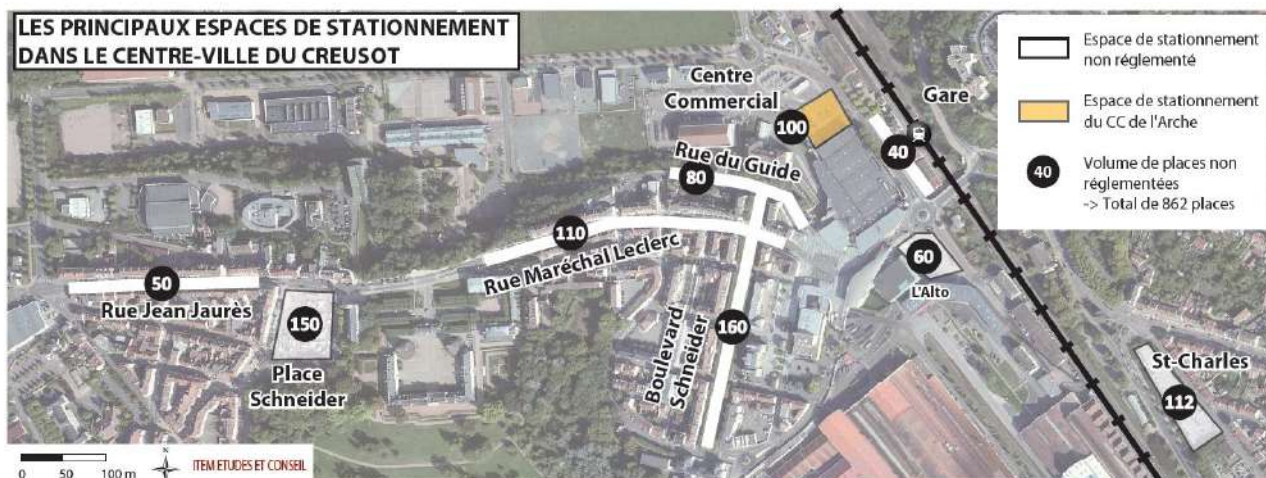 LES PRINCIPAUX ESPACES DE STATIONNEMENT
DANS LE CENTRE-VILLE DU CREUSOT
Espace de stationnement
non réglementé
Espace de stationnement
du CC de l'Arche
40
Volume de places non
réglementées
-> Total de 862 places
Centre
Commercial
100
Gare
40
Rue du Guide
80
110
Rue Maréchal Leclerc
60
L'Alto
50
Rue Jean Jaurès
150
Place
Schneider
160
Boulevard
Schneider
St-Charles
112
0 50 100 m
N
ITEM ETUDES ET CONSEIL